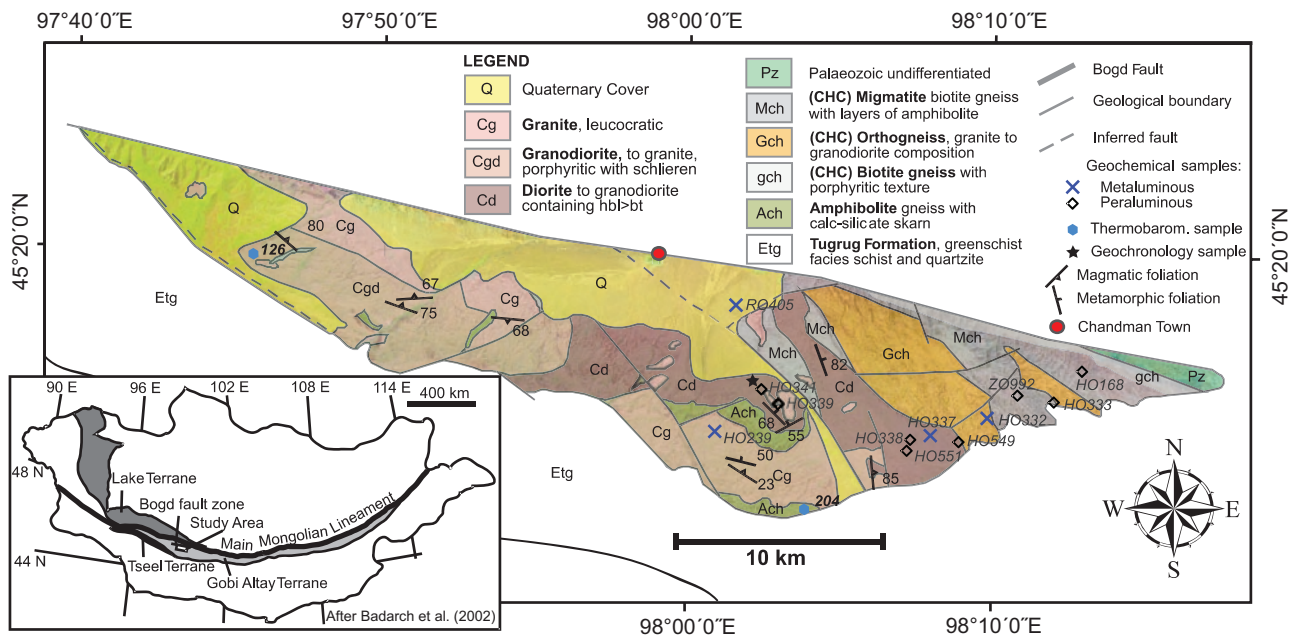 97°40´0˝E
97°50´0˝E
98°00´0˝E
98°10´0˝E
LEGEND
Q
Quaternary Cover
Cg
Granite, leucocratic
Cgd
Granodiorite, to granite,
porphyritic with schlieren
Cd
Diorite to granodiorite
containing hbl>bt
Pz
Palaeozoic undifferentiated
Mch
(CHC) Migmatite biotite gneiss
with layers of amphibolite
Gch
(CHC) Orthogneiss, granite to
granodiorite composition
gch
(CHC) Biotite gneiss with
porphyritic texture
Ach
Amphibolite gneiss with
calc-silicate skarn
Etg
Tugrug Formation, greenschist
facies schist and quartzite
Bogd Fault
Geological boundary
Inferred fault
Geochemical samples:
Metaluminous
Peraluminous
Thermobarom. sample
Geochronology sample
Magmatic foliation
Metamorphic foliation
Chandman Town
45°20´0˝N
45°20´0˝N
Q
80
Cg
126
Etg
Cgd
67
75
Cg
68
Q
RO405
Mch
Mch
82
Gch
Mch
gch
Pz
Cd
Cd
Cd
HO341
HO339
Ach
68
55
HO239
Cg
50
23
Cg
Ach
204
85
ZO992
HO168
HO333
HO332
HO337
HO338
HO549
HO551
Etg
10 km
N
W
E
S
98°00´0˝E
98°10´0˝E
90 E
96 E
102 E
108 E
114 E
400 km
48 N
44 N
Lake Terrane
Bogd fault zone
Study Area
Main Mongolian Lineament
Tseel Terrane
Gobi Altay Terrane
After Badarch et al. (2002)